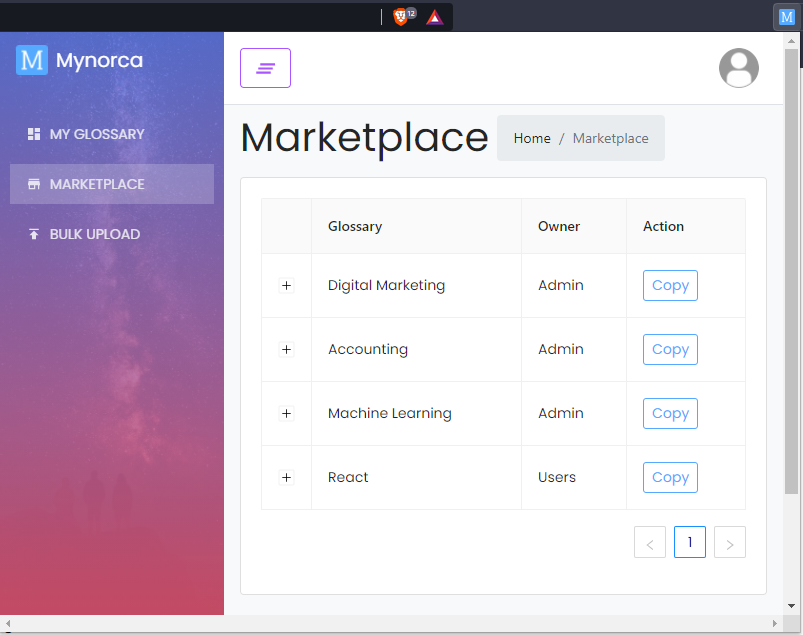 12
M
M Mynorca
MY GLOSSARY
MARKETPLACE
BULK UPLOAD
Marketplace Home / Marketplace
Glossary Owner Action
+ Digital Marketing Admin Copy
+ Accounting Admin Copy
+ Machine Learning Admin Copy
+ React Users Copy
< 1 >